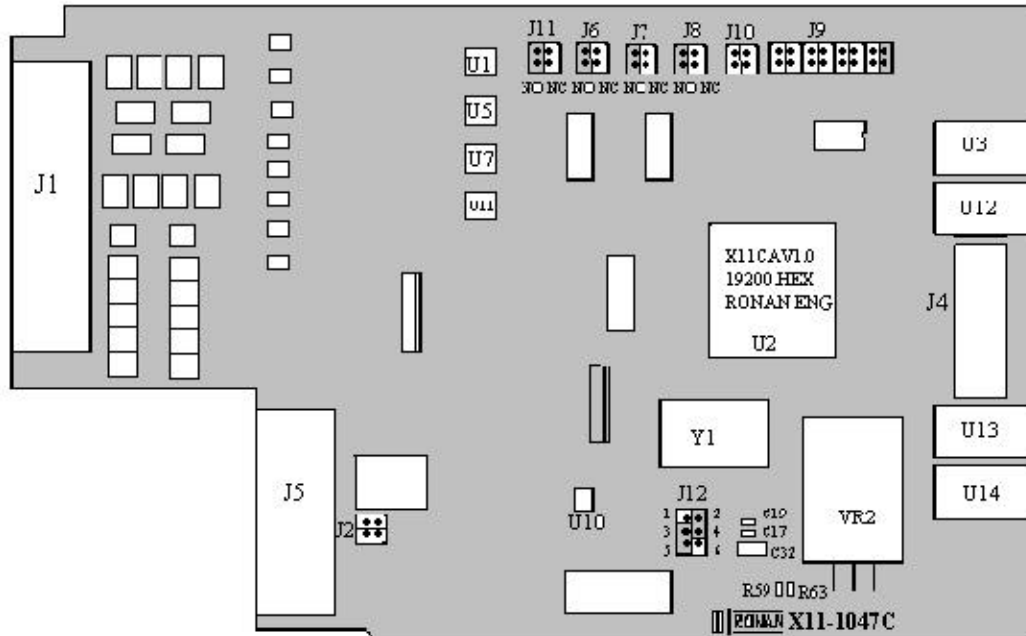 J11 J6 J7 J8 J10 J9
NO NC NO NC NO NC NO NC
U1
U5
U7
U11
U3
U12
J1
X11CAV1.0
19200.HEX
RONAN ENG
U2
J4
Y1
U13
U14
J5
J2
U10
J12
1 2
3 4
5 6
C17
C32
VR2
R59 R63
RONAN X11-1047C